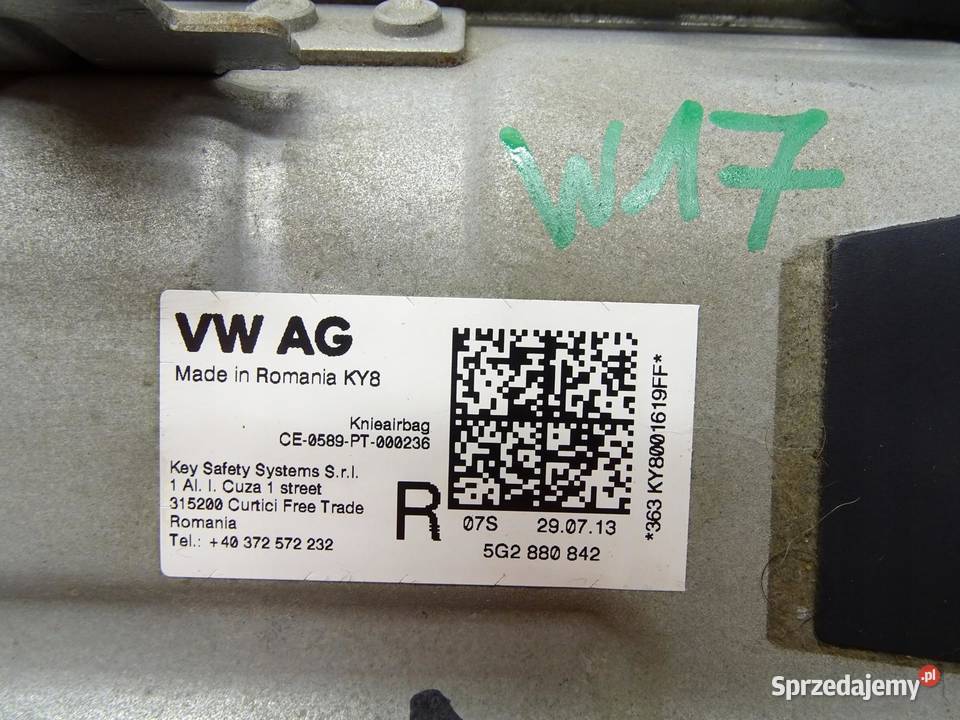 W17
VW AG
Made in Romania KY8
Knieairbag
CE-0589-PT-000236
Key Safety Systems S.r.l.
1 Al. I. Cuza 1 street
315200 Curtici Free Trade
Romania
Tel.: +40 372 572 232
R
07S 29.07.13
5G2 880 842
*363 KY8001619FF*
Sprzedajemy.pl